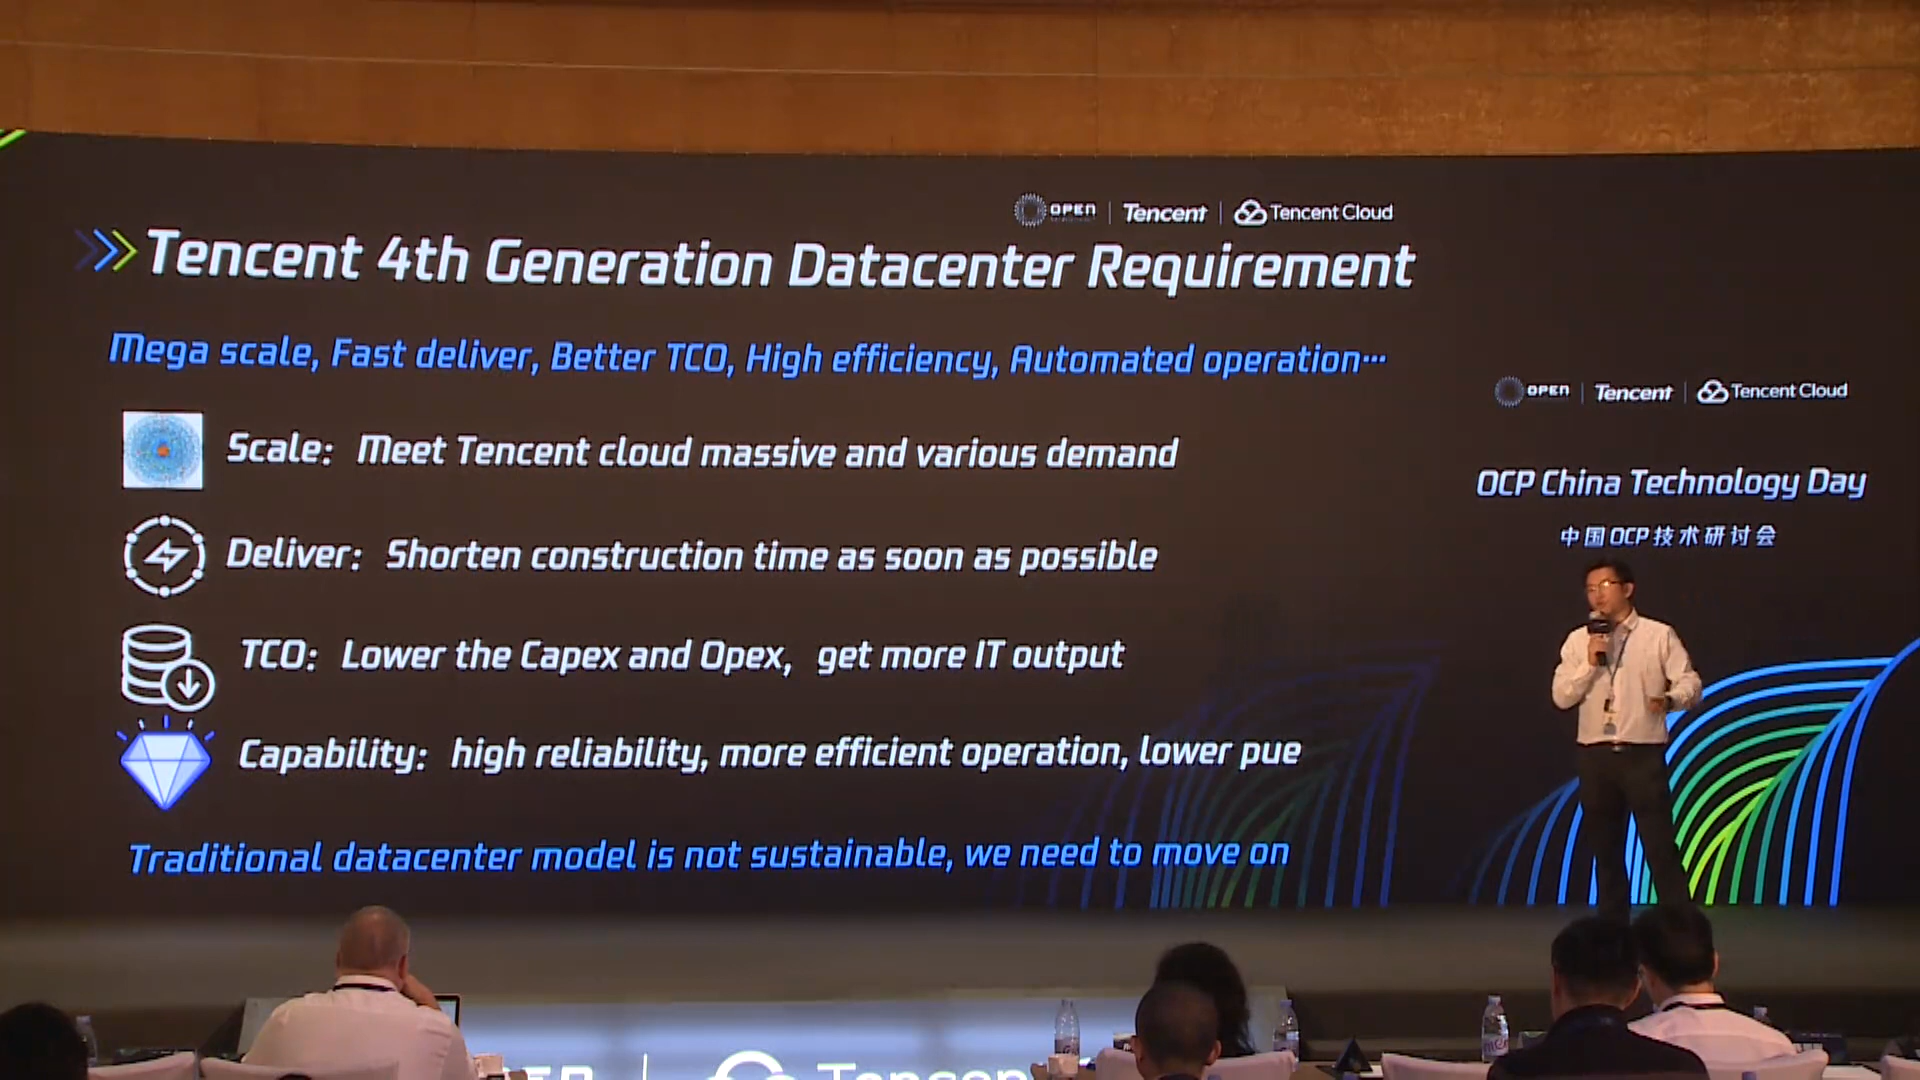 OPEN | Tencent | Tencent Cloud
Tencent 4th Generation Datacenter Requirement
Mega scale, Fast deliver, Better TCO, High efficiency, Automated operation···
Scale: Meet Tencent cloud massive and various demand
Deliver: Shorten construction time as soon as possible
TCO: Lower the Capex and Opex, get more IT output
Capability: high reliability, more efficient operation, lower pue
Traditional datacenter model is not sustainable, we need to move on
OPEN | Tencent | Tencent Cloud
OCP China Technology Day
中国OCP技术研讨会